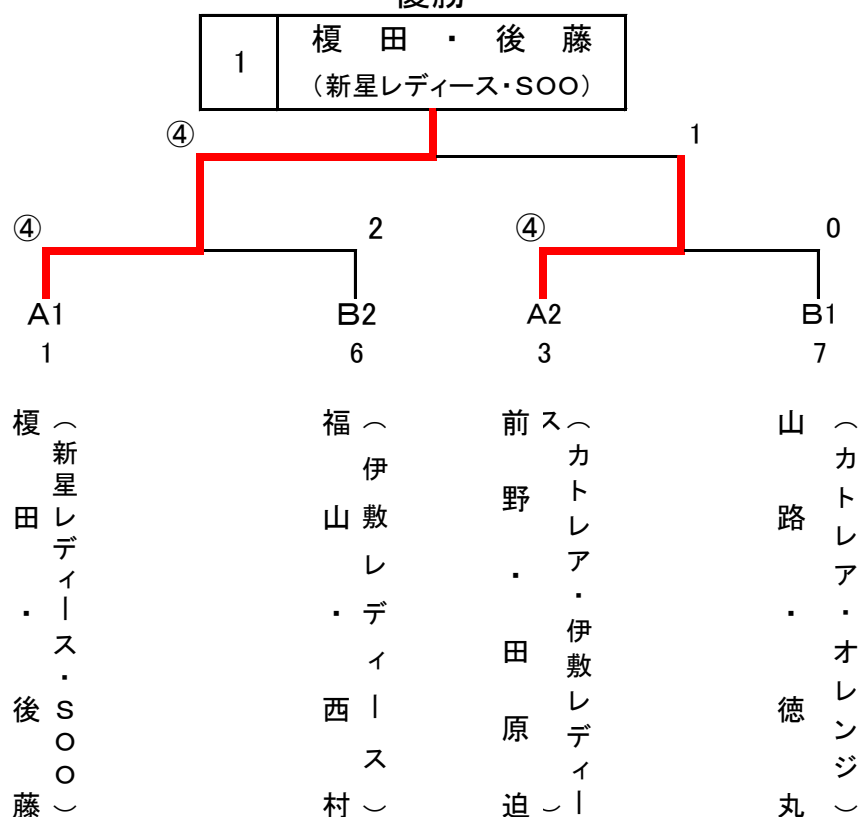 優勝
1
榎田・後藤
（新星レディース・SOO）
④
1
④
2
④
0
A1
B2
A2
B1
1
6
3
7
榎田・後藤
（新星レディース・SOO）
福山・西村
（伊敷レディース）
前野・田原迫
（カトレア・伊敷レディース）
山路・徳丸
（カトレア・オレンジ）